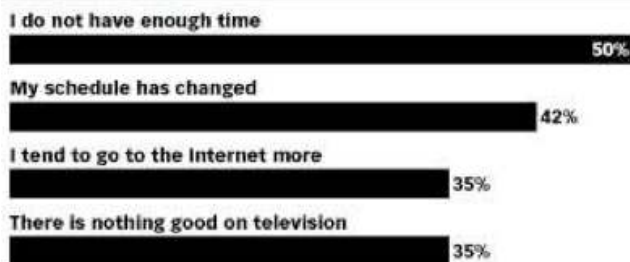 I do not have enough time
50%
My schedule has changed
42%
I tend to go to the Internet more
35%
There is nothing good on television
35%